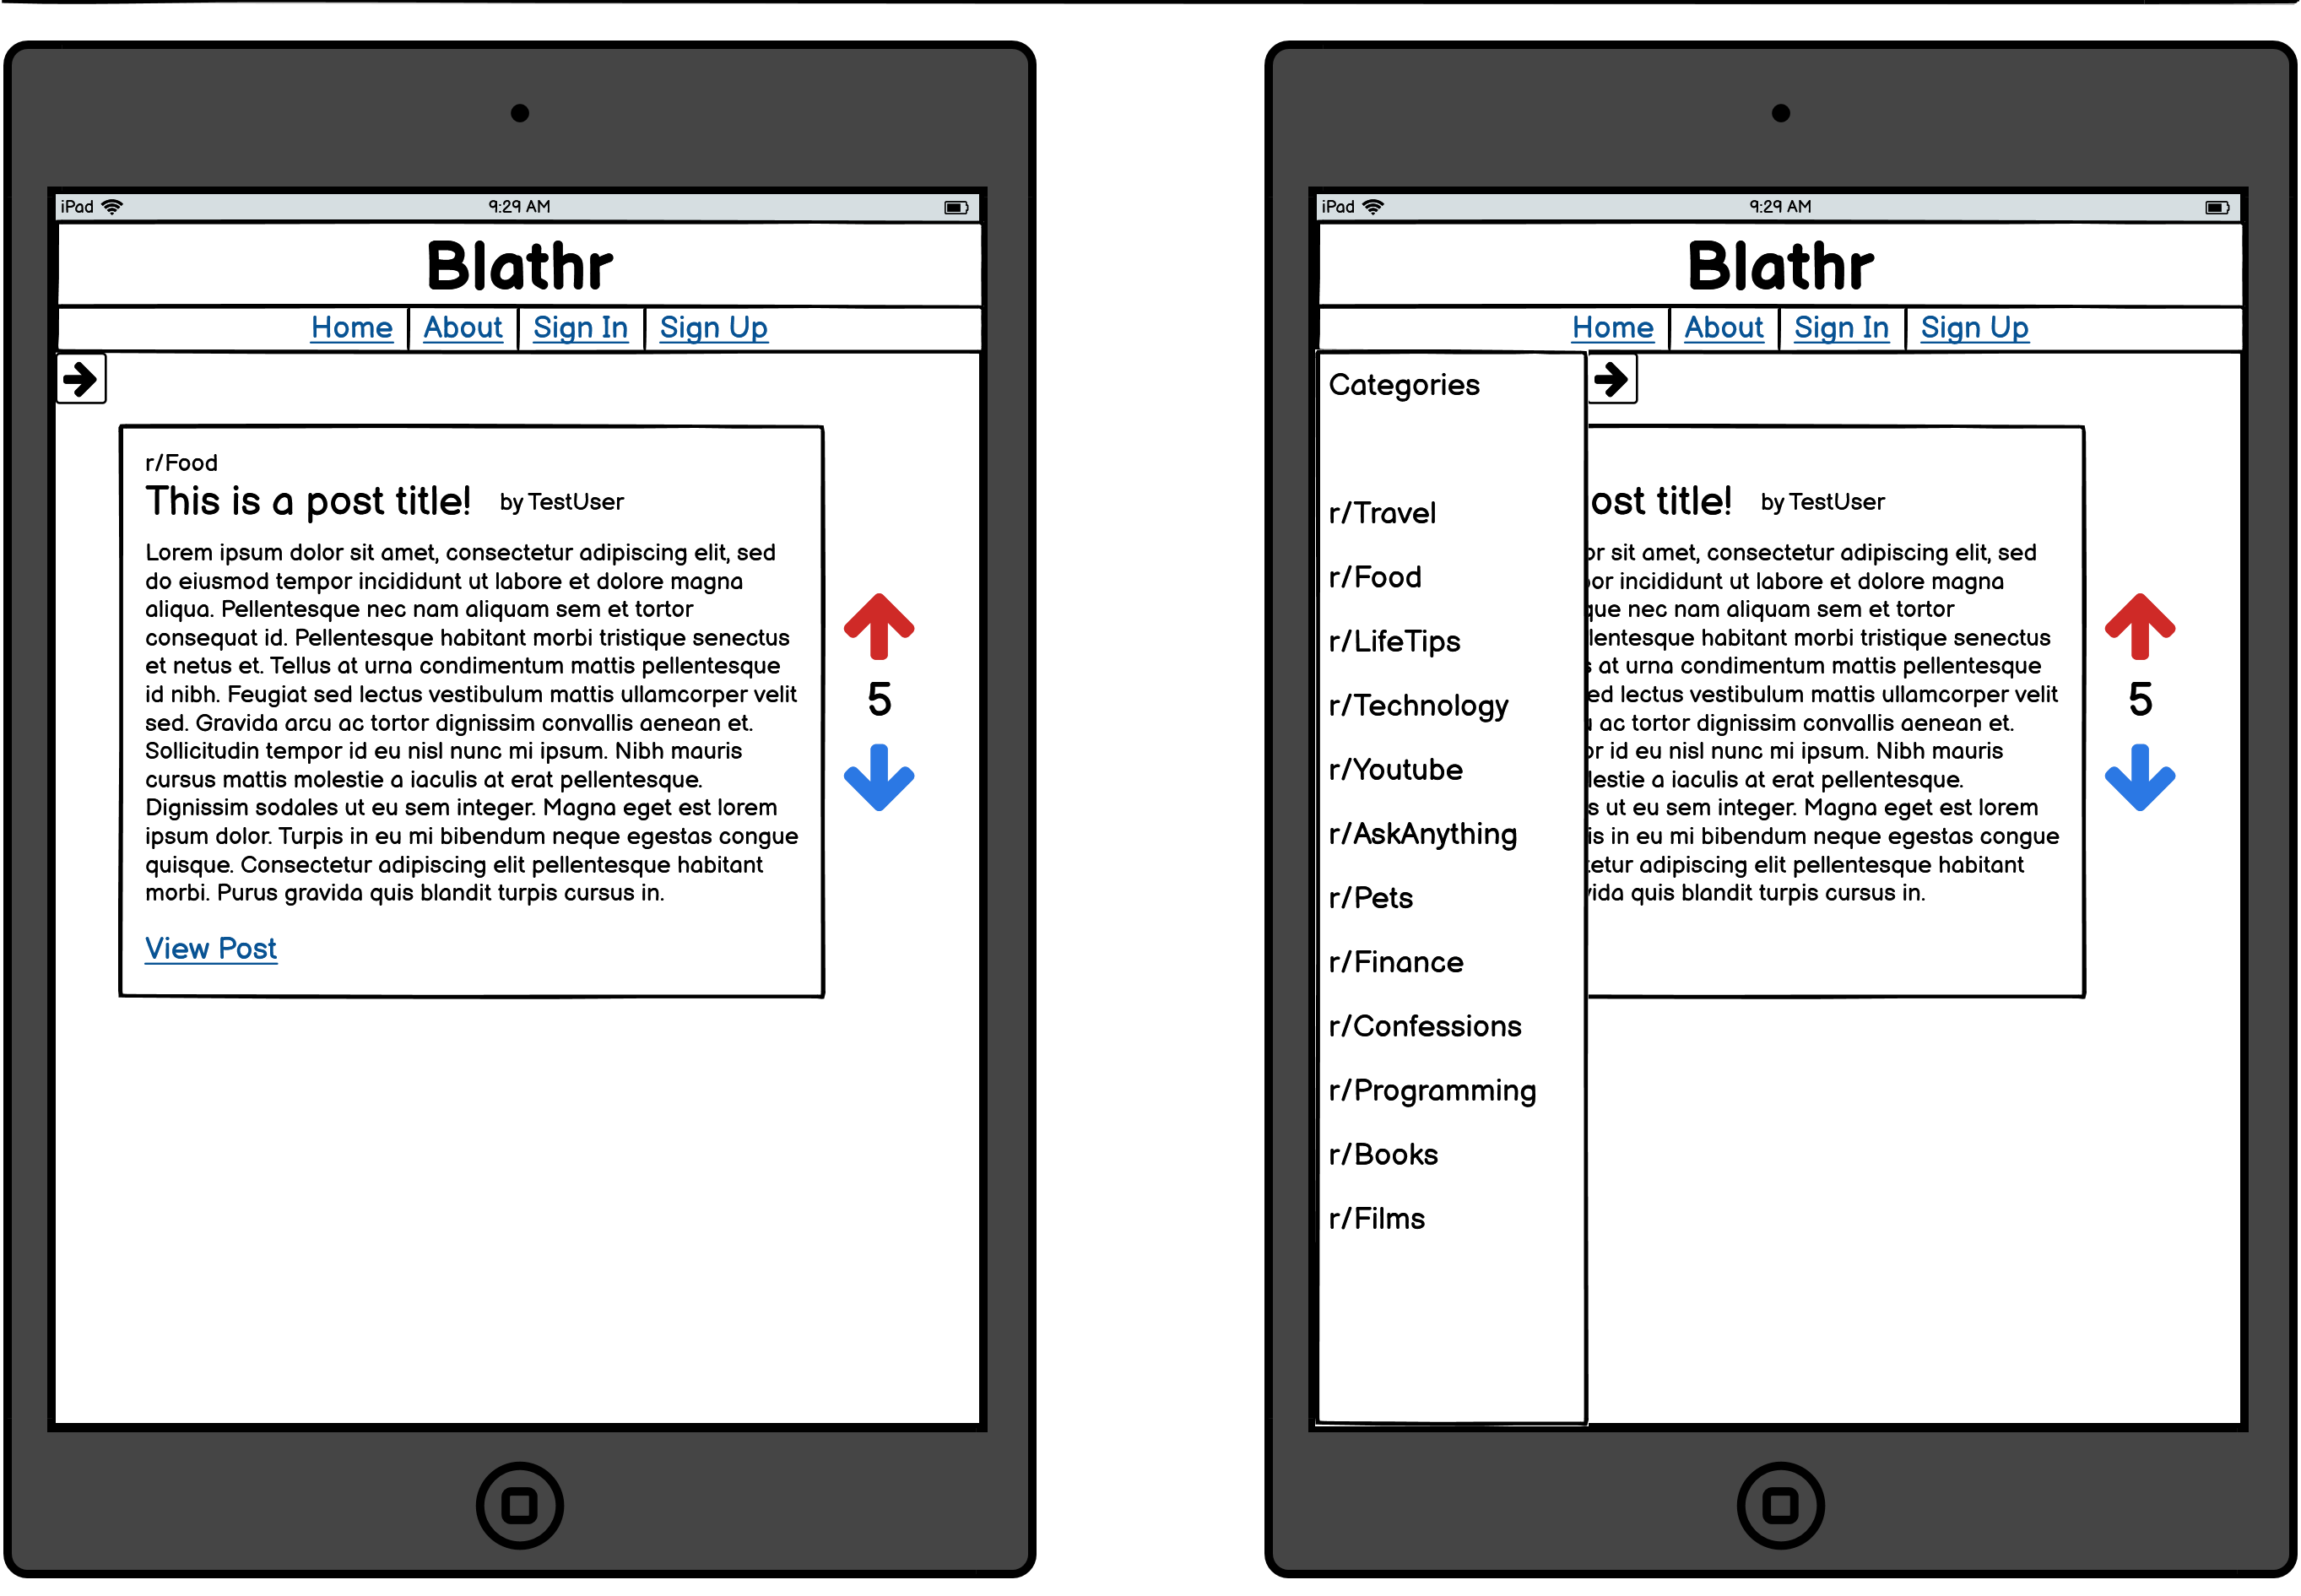 iPad
9:29 AM
Blathr
Home
About
Sign In
Sign Up
r/Food
This is a post title! by TestUser
Lorem ipsum dolor sit amet, consectetur adipiscing elit, sed
do eiusmod tempor incididunt ut labore et dolore magna
aliqua. Pellentesque nec nam aliquam sem et tortor
consequat id. Pellentesque habitant morbi tristique senectus
et netus et. Tellus at urna condimentum mattis pellentesque
id nibh. Feugiat sed lectus vestibulum mattis ullamcorper velit
sed. Gravida arcu ac tortor dignissim convallis aenean et.
Sollicitudin tempor id eu nisl nunc mi ipsum. Nibh mauris
cursus mattis molestie a iaculis at erat pellentesque.
Dignissim sodales ut eu sem integer. Magna eget est lorem
ipsum dolor. Turpis in eu mi bibendum neque egestas congue
quisque. Consectetur adipiscing elit pellentesque habitant
morbi. Purus gravida quis blandit turpis cursus in.
View Post
5
iPad
9:29 AM
Blathr
Home
About
Sign In
Sign Up
Categories
r/Travel
r/Food
r/LifeTips
r/Technology
r/Youtube
r/AskAnything
r/Pets
r/Finance
r/Confessions
r/Programming
r/Books
r/Films
ost title! by TestUser
or sit amet, consectetur adipiscing elit, sed
or incididunt ut labore et dolore magna
que nec nam aliquam sem et tortor
lentesque habitant morbi tristique senectus
s at urna condimentum mattis pellentesque
ed lectus vestibulum mattis ullamcorper velit
ac tortor dignissim convallis aenean et.
or id eu nisl nunc mi ipsum. Nibh mauris
lestie a iaculis at erat pellentesque.
s ut eu sem integer. Magna eget est lorem
is in eu mi bibendum neque egestas congue
tetur adipiscing elit pellentesque habitant
vida quis blandit turpis cursus in.
5